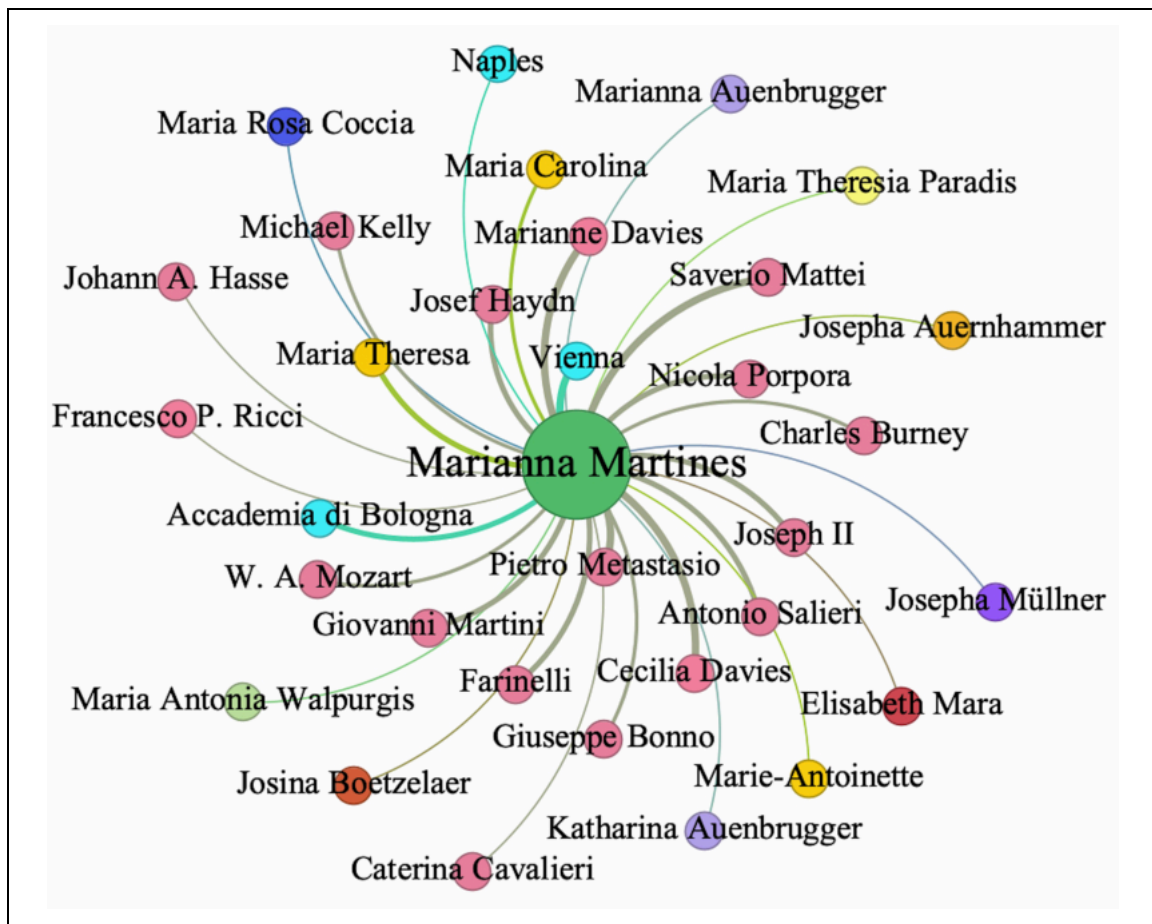 Naples
Marianna Auenbrugger
Maria Rosa Coccia
Maria Carolina
Maria Theresia Paradis
Michael Kelly
Marianne Davies
Johann A. Hasse
Saverio Mattei
Josef Haydn
Josepha Auernhammer
Maria Theresa
Vienna
Nicola Porpora
Francesco P. Ricci
Charles Burney
Marianna Martines
Accademia di Bologna
Joseph II
W. A. Mozart
Pietro Metastasio
Josepha Müllner
Giovanni Martini
Antonio Salieri
Maria Antonia Walpurgis
Farinelli
Cecilia Davies
Elisabeth Mara
Giuseppe Bonno
Josina Boetzelaer
Marie-Antoinette
Katharina Auenbrugger
Caterina Cavalieri